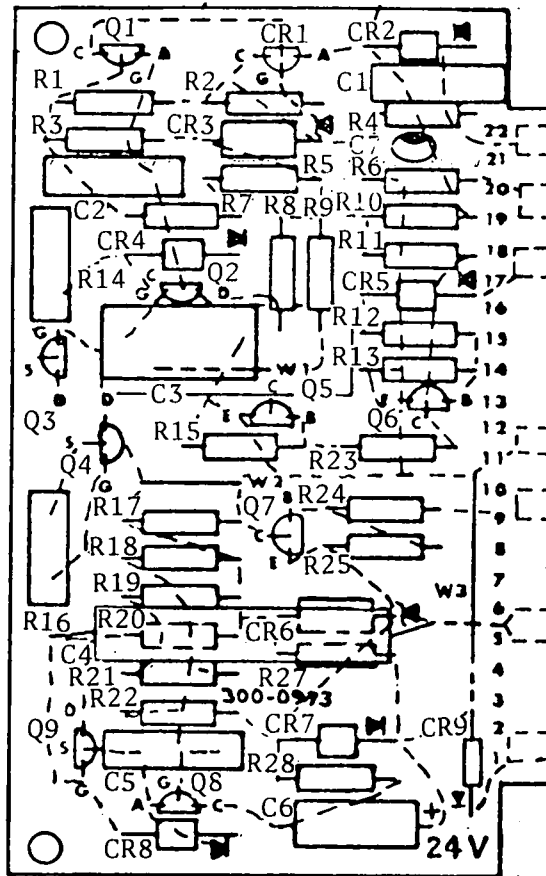 Q1 CR1 CR2
C A C A
G G C1
R1 R2
R3 CR3 R4
C7 22
21
R5 R6
20
C2 R7 R8 R9 R10 19
CR4 R11 18
R14 C Q2 CR5 17
G D 16
R12
G 15
S W1 R13 14
D D C3 Q5 C E B 13
Q3 E B Q6 C 12
S R15 R23 11
Q4
G W2 10
R17 Q7 B R24 9
R18 C 8
E R25
R19 7
W3
R16 R20 CR6 6
C4 5
R21 R27 4
300-0973
R22 3
D CR7 CR9 2
Q9 S
G C5 G Q8 R28 1
A C C6 +
CR8 24V